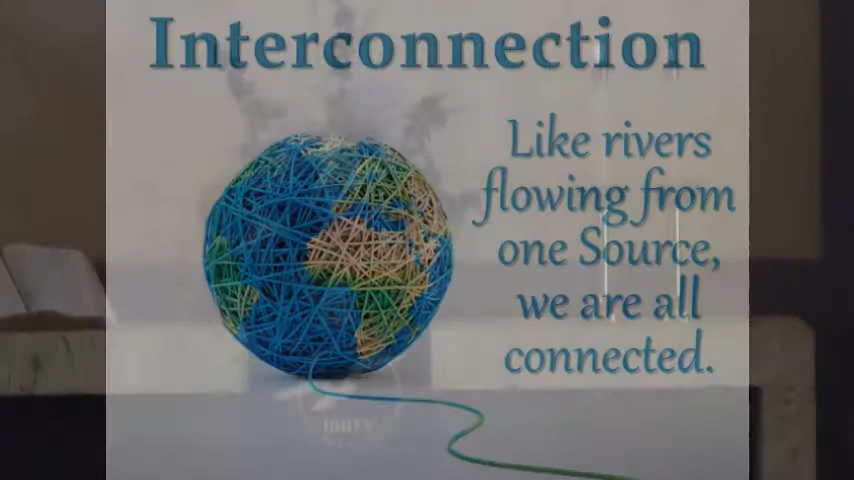 Interconnection
Like rivers
flowing from
one Source,
we are all
connected.